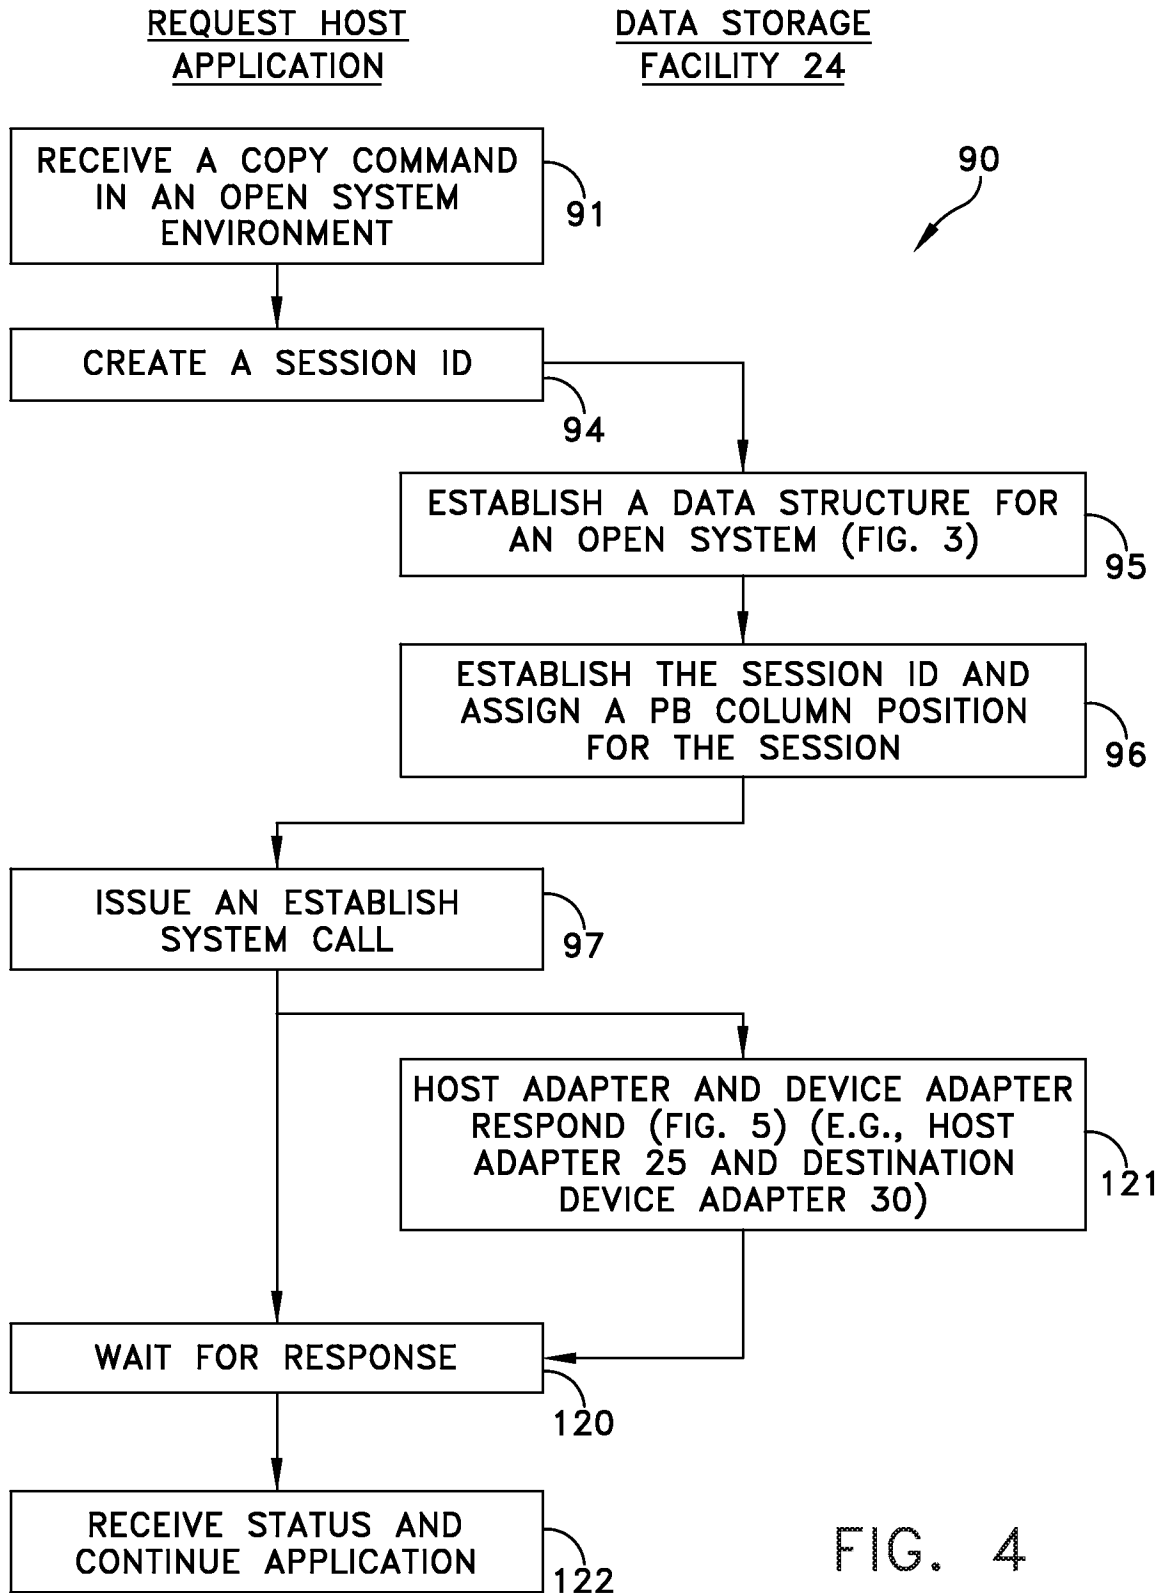 REQUEST HOST
APPLICATION
DATA STORAGE
FACILITY 24
90
RECEIVE A COPY COMMAND
IN AN OPEN SYSTEM
ENVIRONMENT
91
CREATE A SESSION ID
94
ESTABLISH A DATA STRUCTURE FOR
AN OPEN SYSTEM (FIG. 3)
95
ESTABLISH THE SESSION ID AND
ASSIGN A PB COLUMN POSITION
FOR THE SESSION
96
ISSUE AN ESTABLISH
SYSTEM CALL
97
HOST ADAPTER AND DEVICE ADAPTER
RESPOND (FIG. 5) (E.G., HOST
ADAPTER 25 AND DESTINATION
DEVICE ADAPTER 30)
121
WAIT FOR RESPONSE
120
RECEIVE STATUS AND
CONTINUE APPLICATION
122
FIG. 4